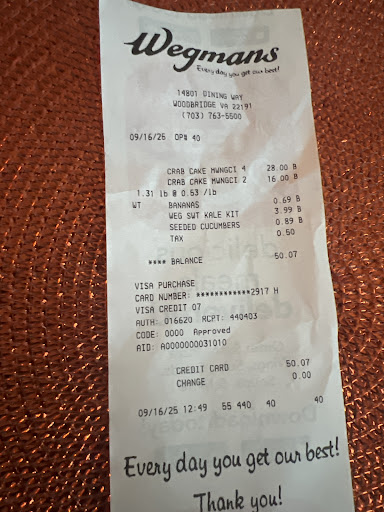 Wegmans
Every day you get our best!
14801 DINING WAY
WOODBRIDGE VA 22191
(703) 763-5500
09/16/25 OP# 40
CRAB CAKE MWNGCI 4 28.00 B
CRAB CAKE MWNGCI 2 16.00 B
1.31 lb @ 0.53 /lb
WT BANANAS 0.69 B
WEG SWT KALE KIT 3.99 B
SEEDED CUCUMBERS 0.89 B
TAX 0.50
**** BALANCE 50.07
VISA PURCHASE
CARD NUMBER: ************2917 H
VISA CREDIT 07
AUTH: 016620 RCPT: 440403
CODE: 0000 Approved
AID: A0000000031010
CREDIT CARD 50.07
CHANGE 0.00
09/16/25 12:49 55 440 40 40
Every day you get our best!
Thank you!